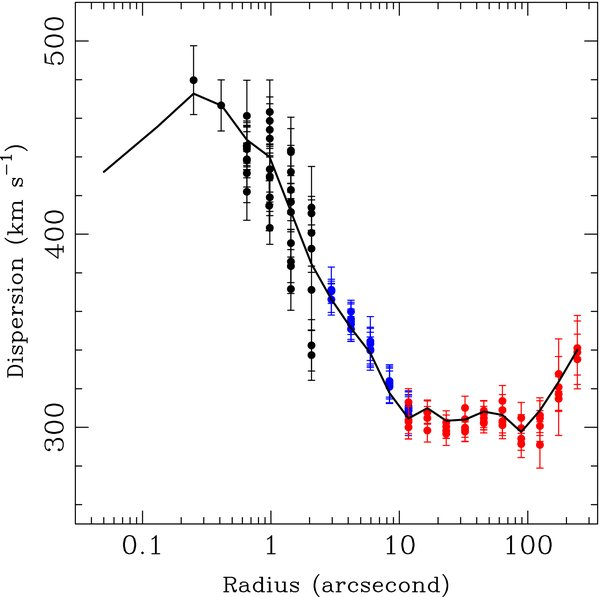 500
400
300
Dispersion (km s⁻¹)
0.1 1 10 100
Radius (arcsecond)